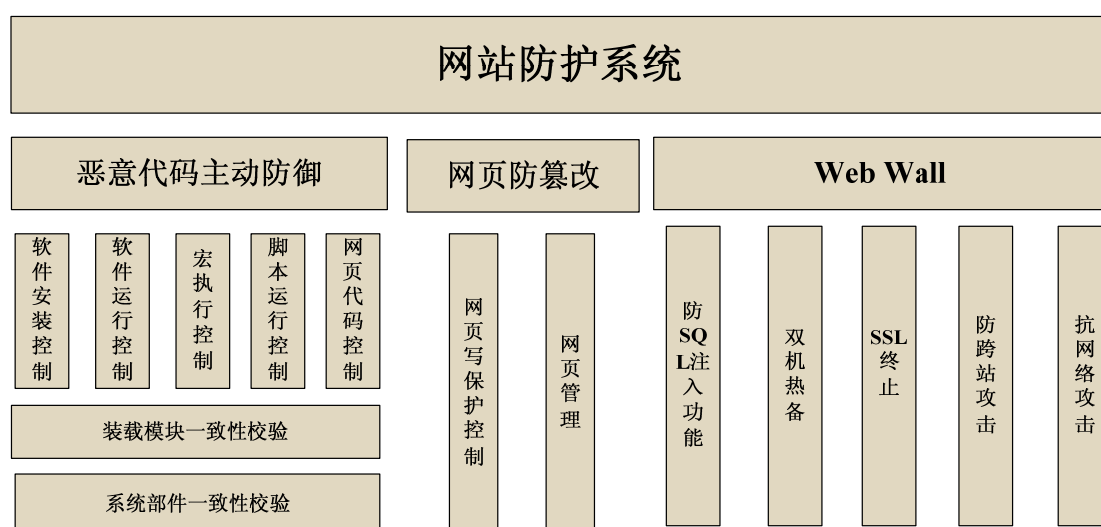 网站防护系统
恶意代码主动防御
网页防篡改
Web Wall
软件安装控制
软件运行控制
宏执行控制
脚本运行控制
网页代码控制
网页写保护控制
网页管理
防SQL注入功能
双机热备
SSL终止
防跨站攻击
抗网络攻击
装载模块一致性校验
系统部件一致性校验